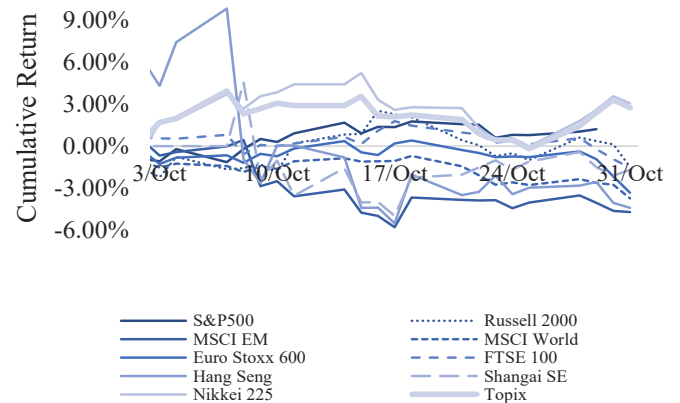 Cumulative Return
9.00%
6.00%
3.00%
0.00%
-3.00%
-6.00%
3/Oct 10/Oct 17/Oct 24/Oct 31/Oct
S&P500 Russell 2000
MSCI EM MSCI World
Euro Stoxx 600 FTSE 100
Hang Seng Shangai SE
Nikkei 225 Topix